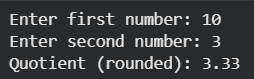 Enter first number: 10
Enter second number: 3
Quotient (rounded): 3.33